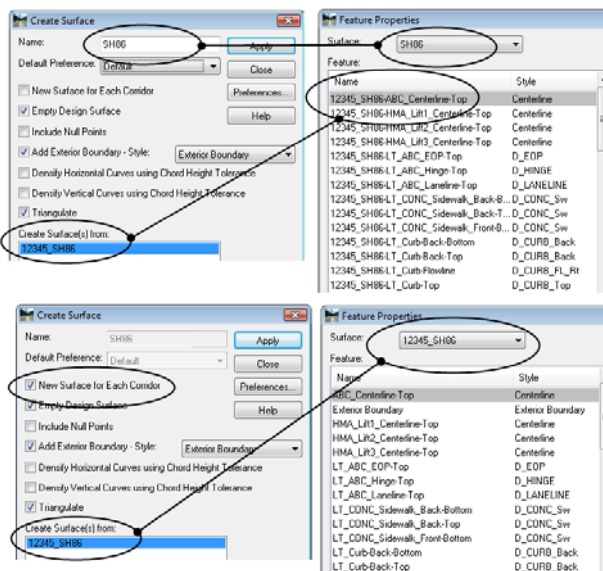 Create Surface
Name: SH86 Apply
Default Preference: Default Close
New Surface for Each Corridor Preferences...
Empty Design Surface Help
Include Null Points
Add Exterior Boundary - Style: Exterior Boundary
Densify Horizontal Curves using Chord Height Tolerance
Densify Vertical Curves using Chord Height Tolerance
Triangulate
Create Surface(s) from:
12345_SH86
Feature Properties
Surface: SH86
Feature:
Name Style
12345_SH86-ABC_Centerline-Top Centerline
12345_SH86-HMA_Lift1_Centerline-Top Centerline
12345_SH86-HMA_Lift2_Centerline-Top Centerline
12345_SH86-HMA_Lift3_Centerline-Top Centerline
12345_SH86-LT_ABC_EOP-Top D_EOP
12345_SH86-LT_ABC_Hinge-Top D_HINGE
12345_SH86-LT_ABC_Laneline-Top D_LANELINE
12345_SH86-LT_CONC_Sidewalk_Back-B... D_CONC_Sw
12345_SH86-LT_CONC_Sidewalk_Back-T... D_CONC_Sw
12345_SH86-LT_CONC_Sidewalk_Front-B... D_CONC_Sw
12345_SH86-LT_Curb-Back-Bottom D_CURB_Back
12345_SH86-LT_Curb-Back-Top D_CURB_Back
12345_SH86-LT_Curb-Flowline D_CURB_FL_Rt
12345_SH86-LT_Curb-Top D_CURB_Top
Create Surface
Name: SH86 Apply
Default Preference: Default Close
New Surface for Each Corridor Preferences...
Empty Design Surface Help
Include Null Points
Add Exterior Boundary - Style: Exterior Boundary
Densify Horizontal Curves using Chord Height Tolerance
Densify Vertical Curves using Chord Height Tolerance
Triangulate
Create Surface(s) from:
12345_SH86
Feature Properties
Surface: 12345_SH86
Feature:
Name Style
ABC_Centerline-Top Centerline
Exterior Boundary Exterior Boundary
HMA_Lift1_Centerline-Top Centerline
HMA_Lift2_Centerline-Top Centerline
HMA_Lift3_Centerline-Top Centerline
LT_ABC_EOP-Top D_EOP
LT_ABC_Hinge-Top D_HINGE
LT_ABC_Laneline-Top D_LANELINE
LT_CONC_Sidewalk_Back-Bottom D_CONC_Sw
LT_CONC_Sidewalk_Back-Top D_CONC_Sw
LT_CONC_Sidewalk_Front-Bottom D_CONC_Sw
LT_Curb-Back-Bottom D_CURB_Back
LT_Curb-Back-Top D_CURB_Back